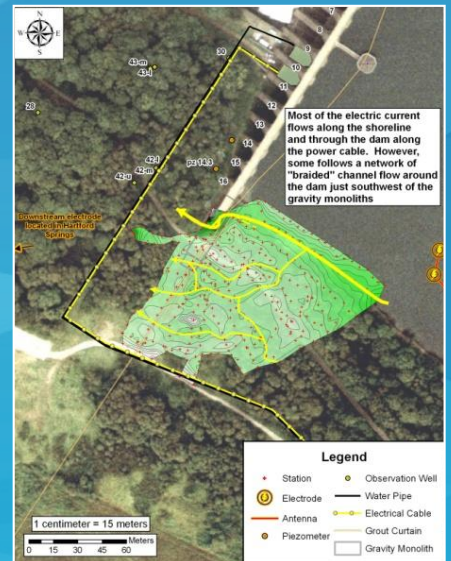 N
W E
S
7
8
9
10
11
12
13
14
15
16
30
43-m
43-l
28
pz 14.3
42-l
42-m
42-u
Most of the electric current
flows along the shoreline
and through the dam along
the power cable. However,
some follows a network of
"braided" channel flow around
the dam just southwest of the
gravity monoliths
Downstream electrode
located in Hartford
Springs
Legend
Station
Electrode
Antenna
Piezometer
Observation Well
Water Pipe
Electrical Cable
Grout Curtain
Gravity Monolith
1 centimeter = 15 meters
Meters
0 15 30 45 60